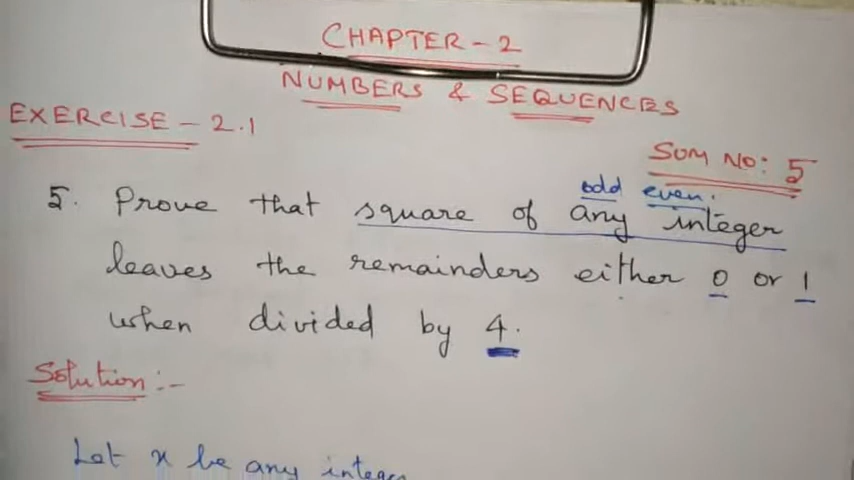 CHAPTER - 2
NUMBERS & SEQUENCES
EXERCISE - 2.1
SUM NO: 5
odd even.
5. Prove that square of any integer
leaves the remainders either 0 or 1
when divided by 4.
Solution :-
Let x be any integer